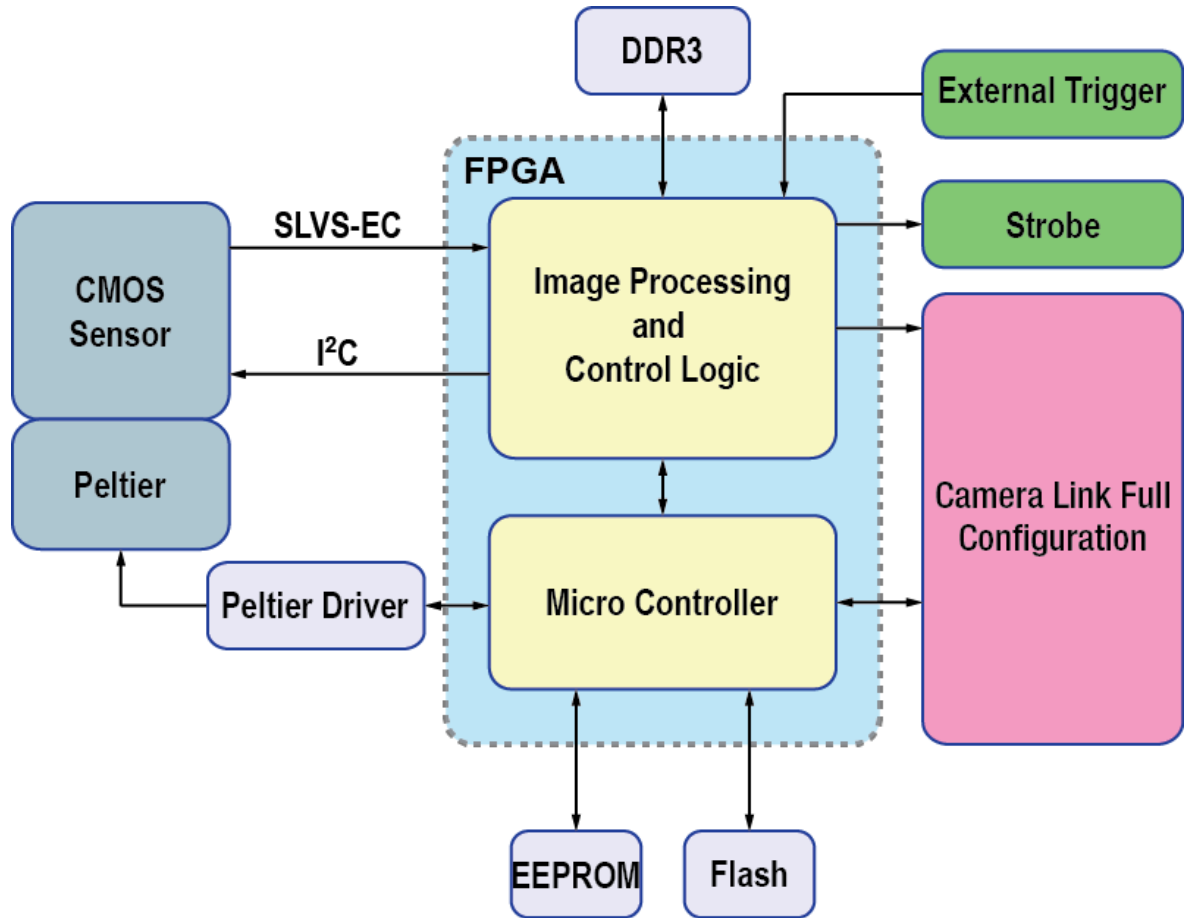 DDR3
External Trigger
FPGA
Strobe
SLVS-EC
CMOS
Sensor
Image Processing
and
Control Logic
I²C
Peltier
Camera Link Full
Configuration
Peltier Driver
Micro Controller
EEPROM
Flash